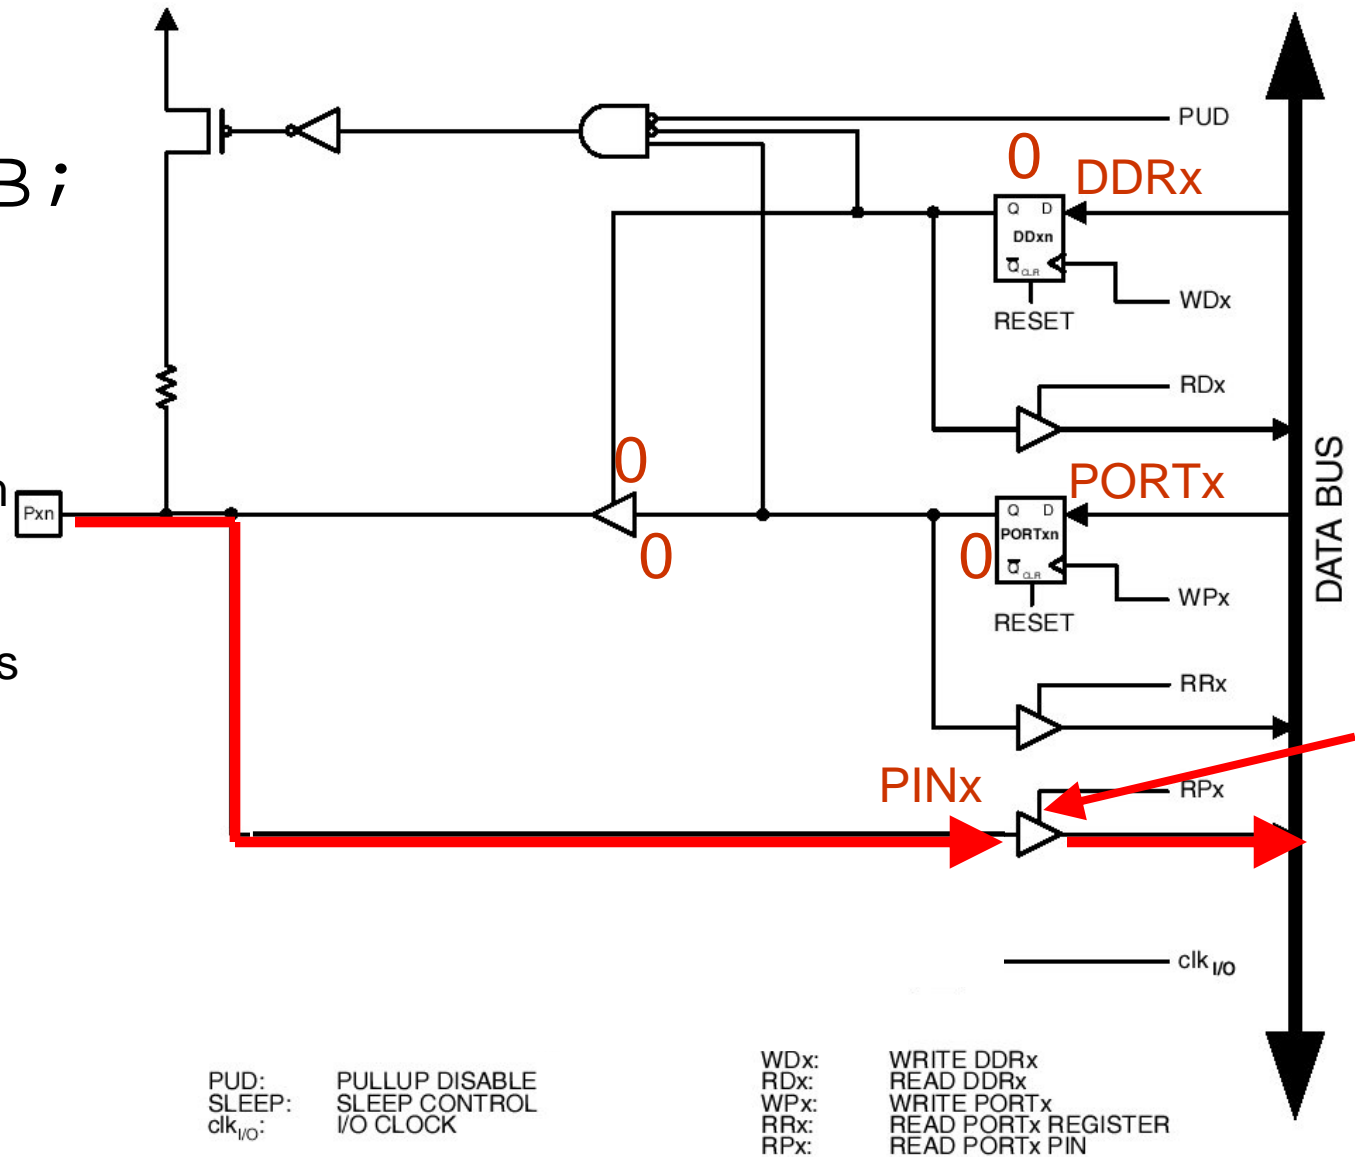 PUD
0
DDRx
B;
Q D
DDxn
Q CLR
WDx
RESET
RDx
0
PORTx
n
Pxn
Q D
PORTxn
0
0
Q CLR
WPx
RESET
DATA BUS
s
RRx
PINx
RPx
clk I/O
PUD: PULLUP DISABLE
SLEEP: SLEEP CONTROL
clkI/O: I/O CLOCK
WDx: WRITE DDRx
RDx: READ DDRx
WPx: WRITE PORTx
RRx: READ PORTx REGISTER
RPx: READ PORTx PIN